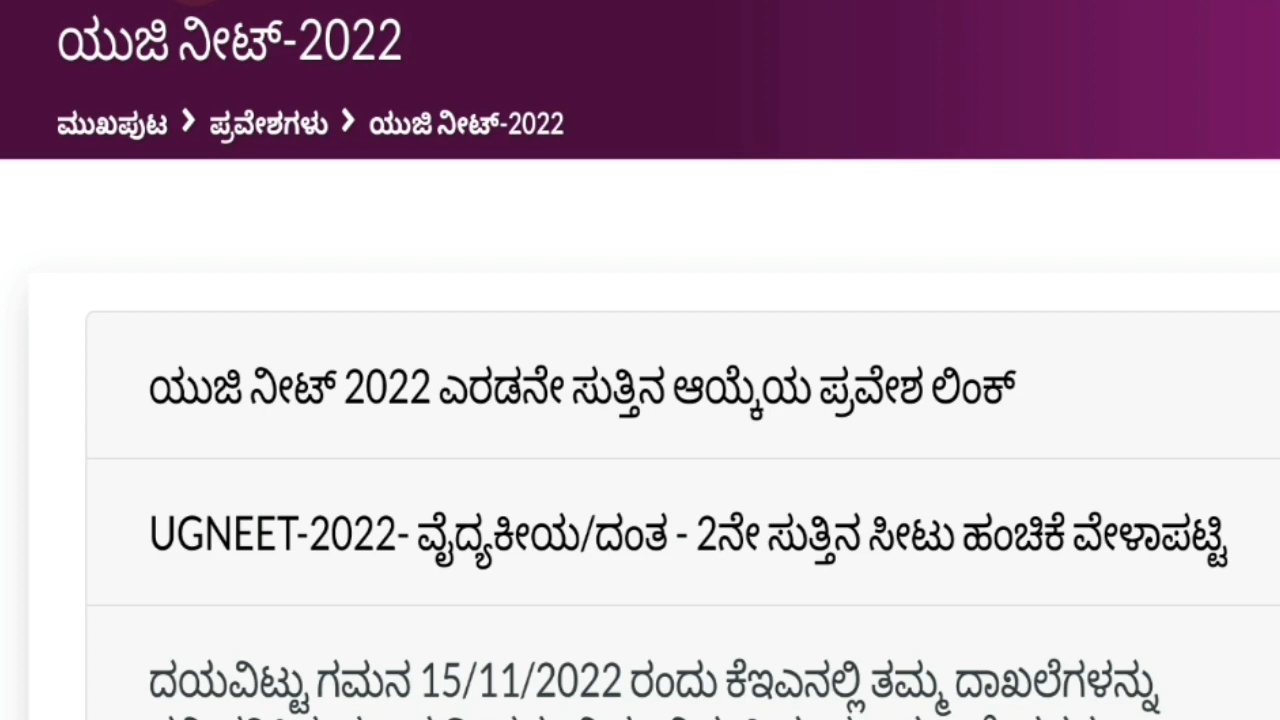 ಯುಜಿ ನೀಟ್-2022
ಮುಖಪುಟ > ಪ್ರವೇಶಗಳು > ಯುಜಿ ನೀಟ್-2022
ಯುಜಿ ನೀಟ್ 2022 ಎರಡನೇ ಸುತ್ತಿನ ಆಯ್ಕೆಯ ಪ್ರವೇಶ ಲಿಂಕ್
UGNEET-2022- ವೈದ್ಯಕೀಯ/ದಂತ - 2ನೇ ಸುತ್ತಿನ ಸೀಟು ಹಂಚಿಕೆ ವೇಳಾಪಟ್ಟಿ
ದಯವಿಟ್ಟು ಗಮನ 15/11/2022 ರಂದು ಕೆಇಎನಲ್ಲಿ ತಮ್ಮ ದಾಖಲೆಗಳನ್ನು